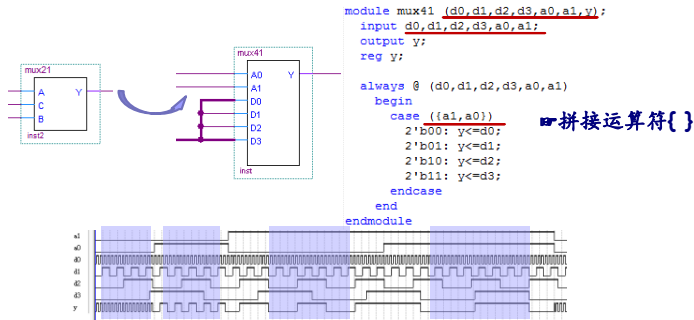 mux21
A
C
B
Y
inst2
mux41
A0
A1
D0
D1
D2
D3
Y
inst
module mux41 (d0,d1,d2,d3,a0,a1,y);
input d0,d1,d2,d3,a0,a1;
output y;
reg y;
always @ (d0,d1,d2,d3,a0,a1)
begin
case ({a1,a0})
2'b00: y<=d0;
2'b01: y<=d1;
2'b10: y<=d2;
2'b11: y<=d3;
endcase
end
endmodule
☞拼接运算符{ }
a1
a0
d0
d1
d2
d3
y